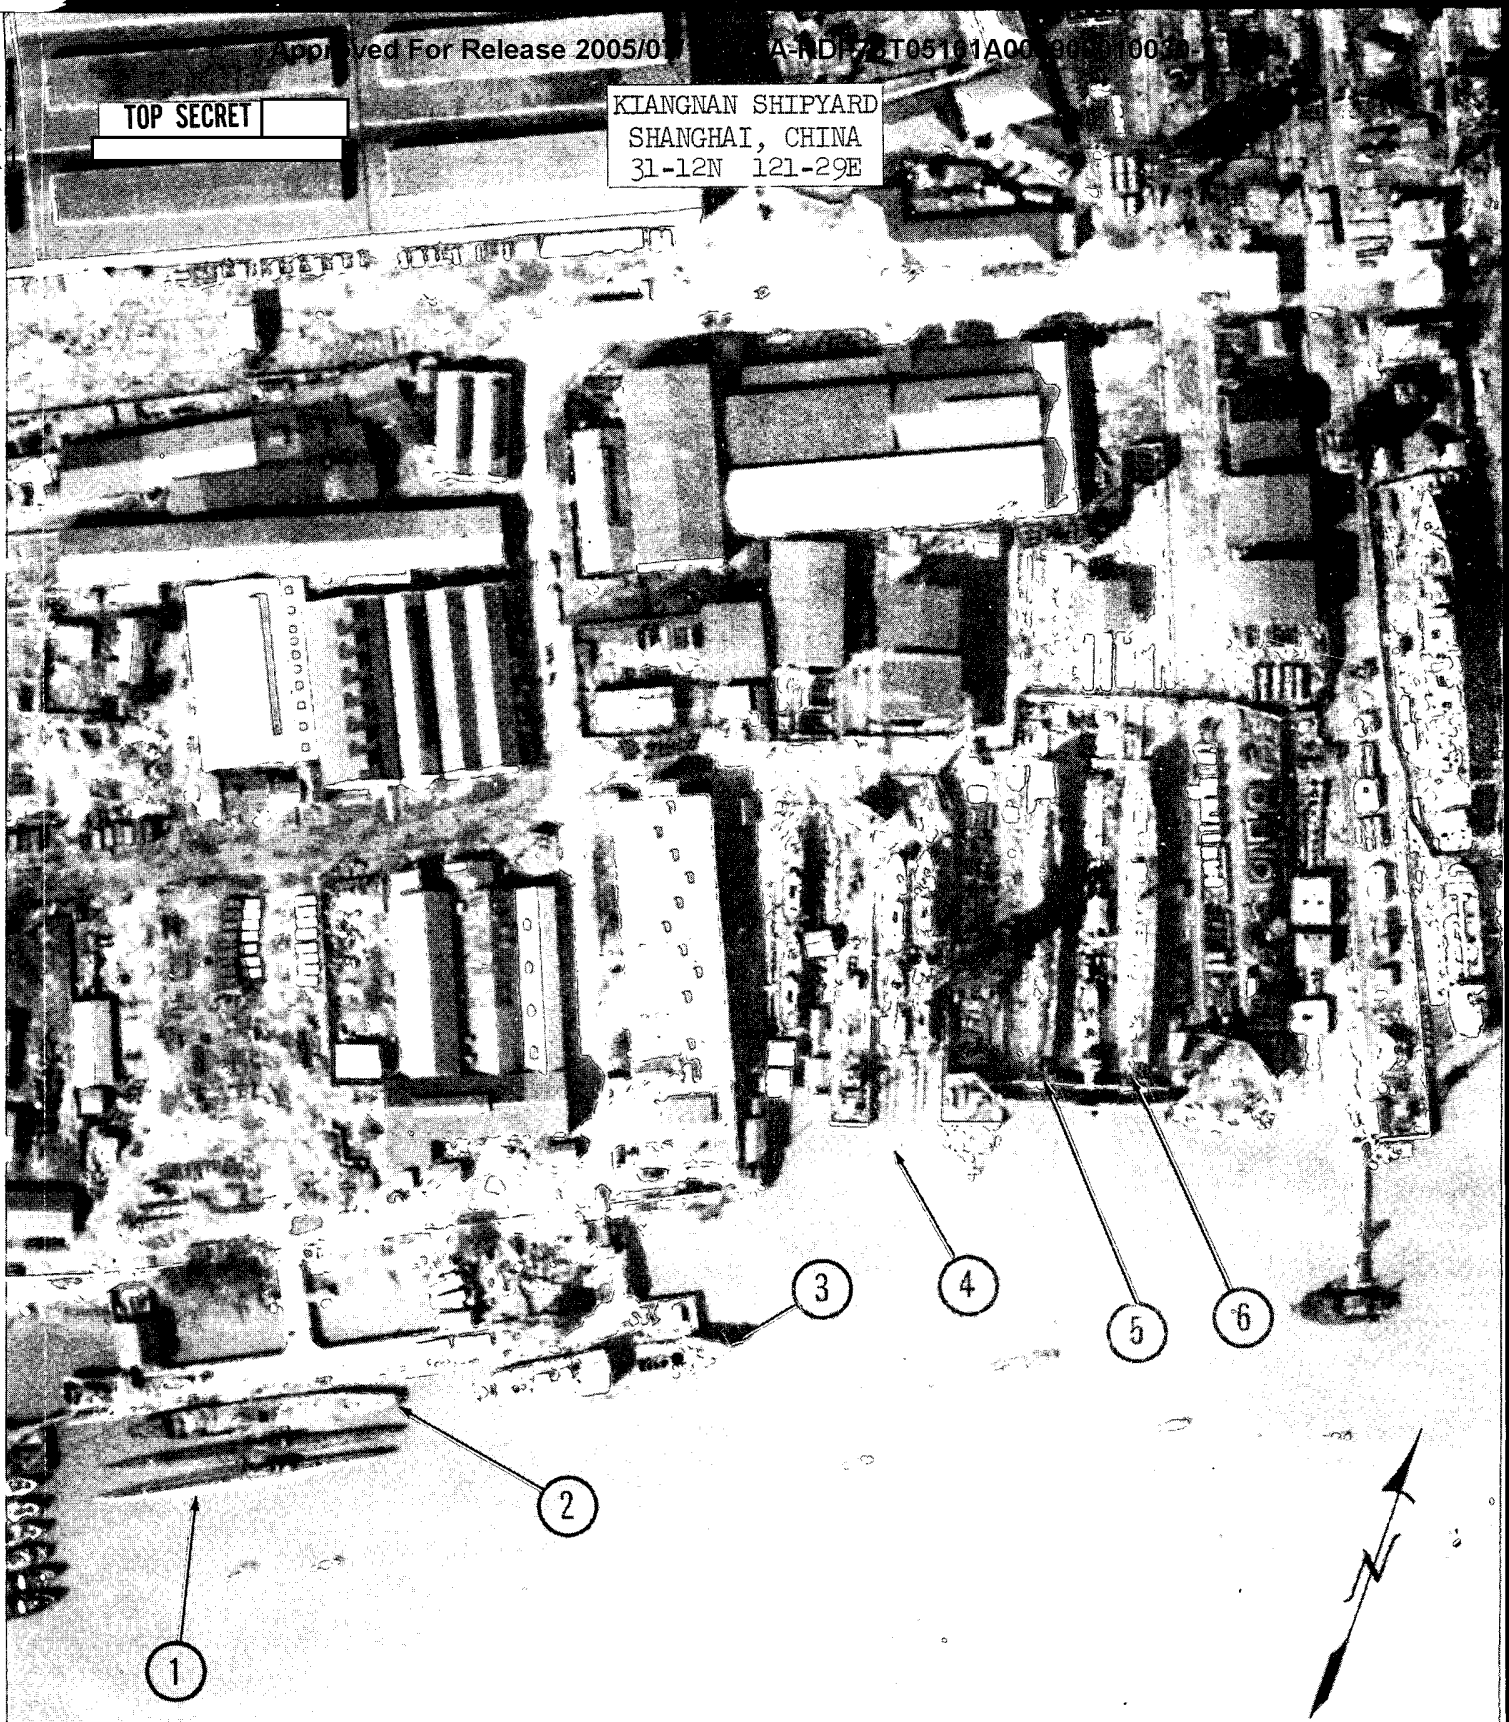 Approved For Release 2005/0
TOP SECRET
KIANGNAN SHIPYARD
SHANGHAI, CHINA
31-12N 121-29E
3
4
5
6
2
N
1